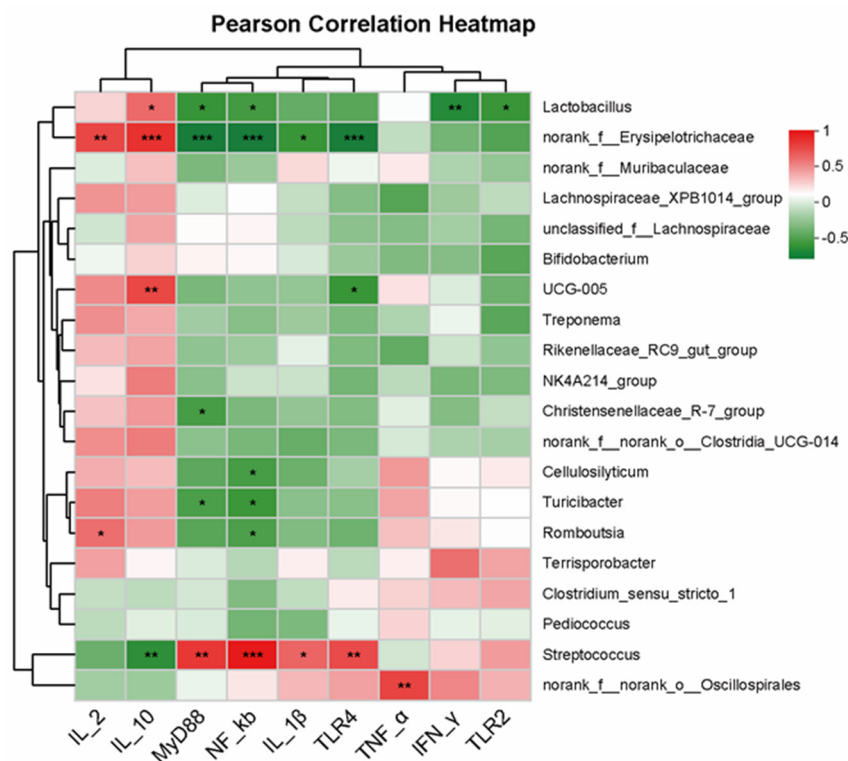 Pearson Correlation Heatmap
* * * ** * Lactobacillus
** *** *** *** * *** norank_f__Erysipelotrichaceae
norank_f__Muribaculaceae
Lachnospiraceae_XPB1014_group
unclassified_f__Lachnospiraceae
Bifidobacterium
** * UCG-005
Treponema
Rikenellaceae_RC9_gut_group
NK4A214_group
* Christensenellaceae_R-7_group
norank_f__norank_o__Clostridia_UCG-014
* Cellulosilyticum
* * Turicibacter
* * Romboutsia
Terrisporobacter
Clostridium_sensu_stricto_1
Pediococcus
** ** *** * ** Streptococcus
** norank_f__norank_o__Oscillospirales
IL_2 IL_10 MyD88 NF_kb IL_1β TLR4 TNF_α IFN_γ TLR2
1
0.5
0
-0.5